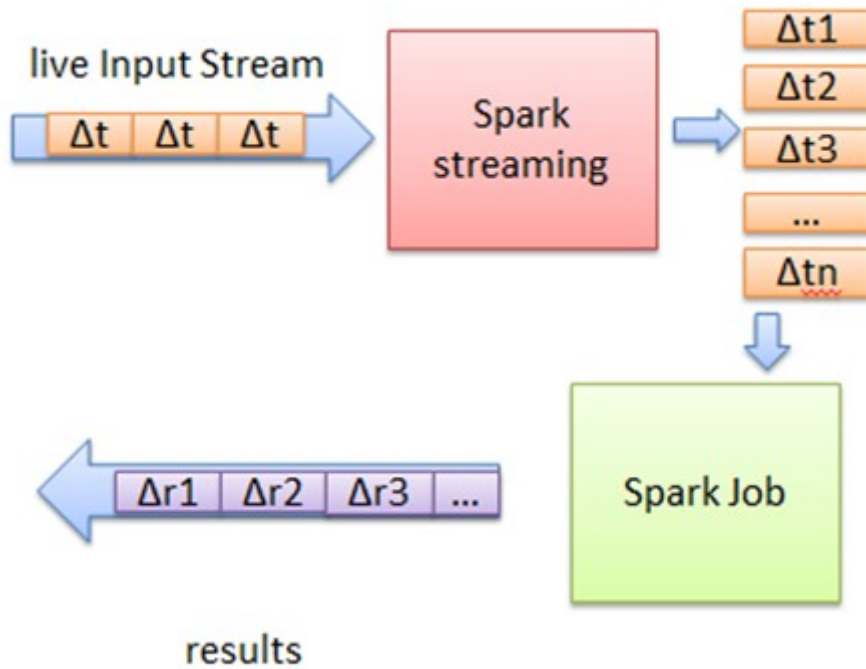 live Input Stream
Δt Δt Δt
Spark
streaming
Δt1
Δt2
Δt3
...
Δtn
Spark Job
Δr1 Δr2 Δr3 ...
results